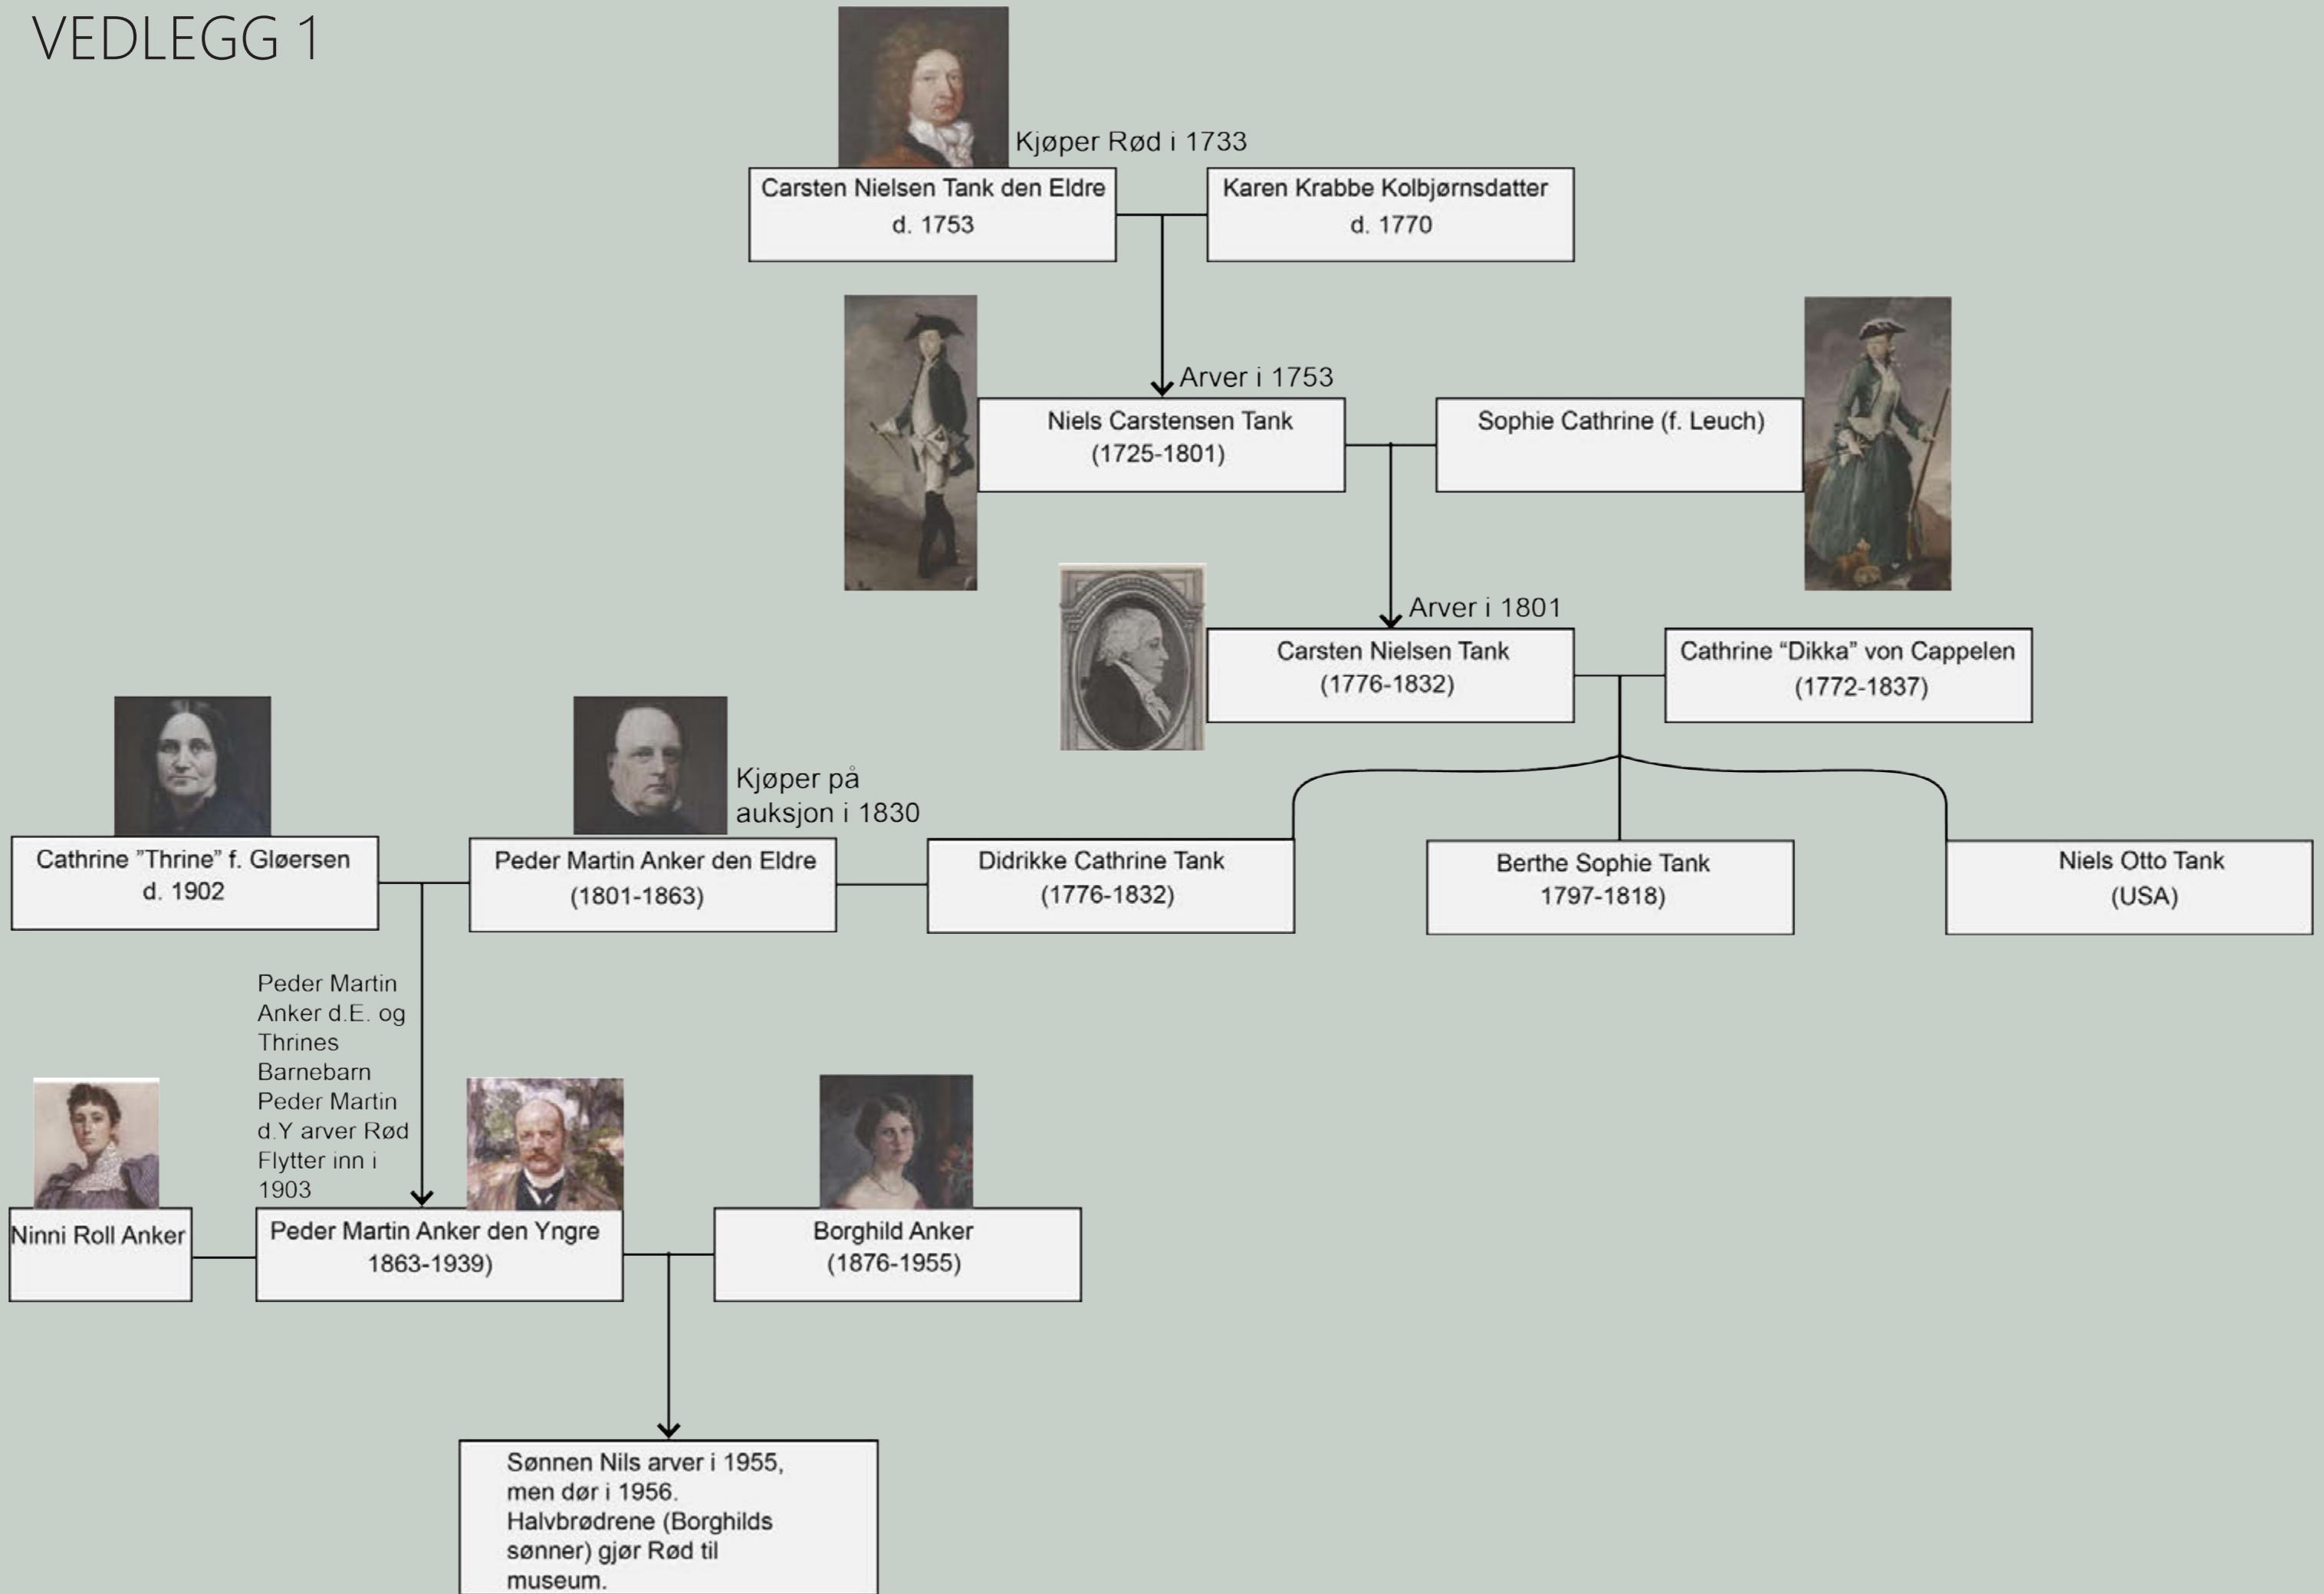 VEDLEGG 1
Kjøper Rød i 1733
Carsten Nielsen Tank den Eldre
d. 1753
Karen Krabbe Kolbjørnsdatter
d. 1770
Arver i 1753
Niels Carstensen Tank
(1725-1801)
Sophie Cathrine (f. Leuch)
Arver i 1801
Carsten Nielsen Tank
(1776-1832)
Cathrine “Dikka” von Cappelen
(1772-1837)
Kjøper på
auksjon i 1830
Cathrine ”Thrine” f. Gløersen
d. 1902
Peder Martin Anker den Eldre
(1801-1863)
Didrikke Cathrine Tank
(1776-1832)
Berthe Sophie Tank
1797-1818)
Niels Otto Tank
(USA)
Peder Martin
Anker d.E. og
Thrines
Barnebarn
Peder Martin
d.Y arver Rød
Flytter inn i
1903
Ninni Roll Anker
Peder Martin Anker den Yngre
1863-1939)
Borghild Anker
(1876-1955)
Sønnen Nils arver i 1955,
men dør i 1956.
Halvbrødrene (Borghilds
sønner) gjør Rød til
museum.